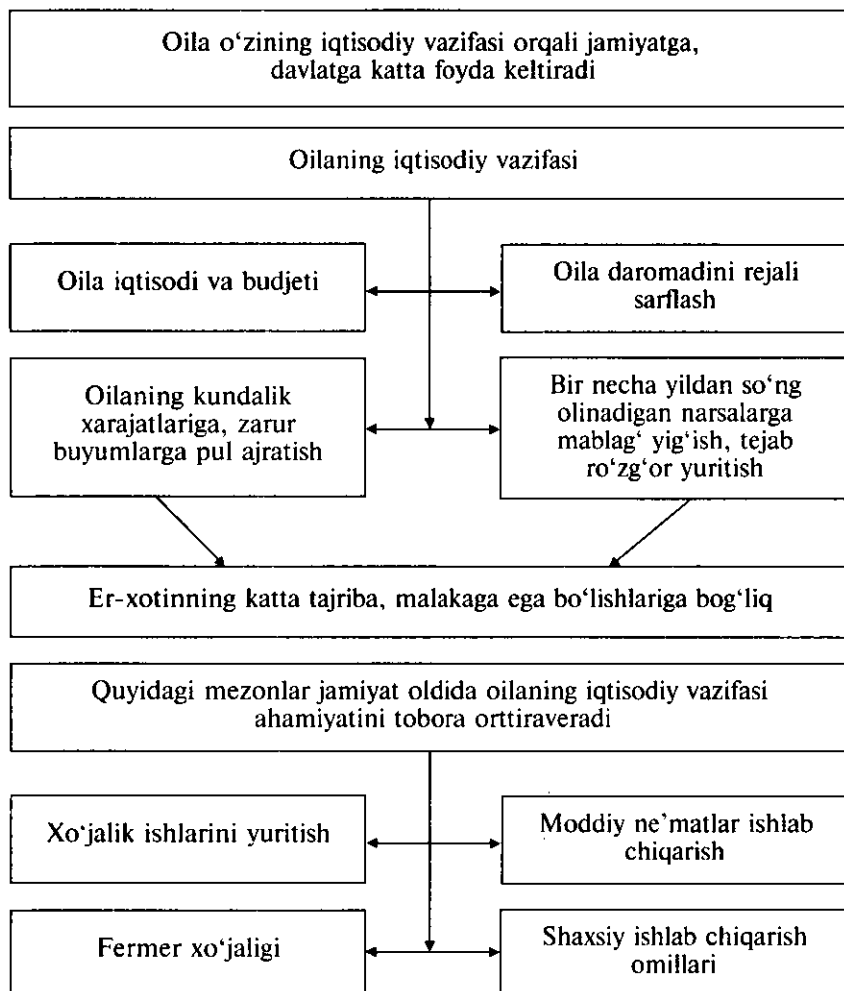 Oila o‘zining iqtisodiy vazifasi orqali jamiyatga,
davlatga katta foyda keltiradi
Oilaning iqtisodiy vazifasi
Oila iqtisodi va budjeti
Oila daromadini rejali
sarflash
Oilaning kundalik
xarajatlariga, zarur
buyumlarga pul ajratish
Bir necha yildan so‘ng
olinadigan narsalarga
mablag‘ yig‘ish, tejab
ro‘zg‘or yuritish
Er-xotinning katta tajriba, malakaga ega bo‘lishlariga bog‘liq
Quyidagi mezonlar jamiyat oldida oilaning iqtisodiy vazifasi
ahamiyatini tobora orttiraveradi
Xo‘jalik ishlarini yuritish
Moddiy ne’matlar ishlab
chiqarish
Fermer xo‘jaligi
Shaxsiy ishlab chiqarish
omillari